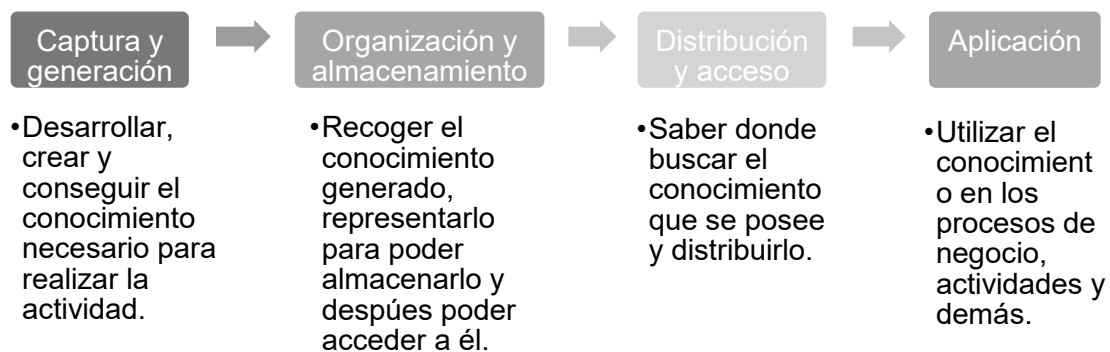 Captura y
generación
Organización y
almacenamiento
Distribución
y acceso
Aplicación
•Desarrollar,
crear y
conseguir el
conocimiento
necesario para
realizar la
actividad.
•Recoger el
conocimiento
generado,
representarlo
para poder
almacenarlo y
despúes poder
acceder a él.
•Saber donde
buscar el
conocimiento
que se posee
y distribuirlo.
•Utilizar el
conocimient
o en los
procesos de
negocio,
actividades y
demás.